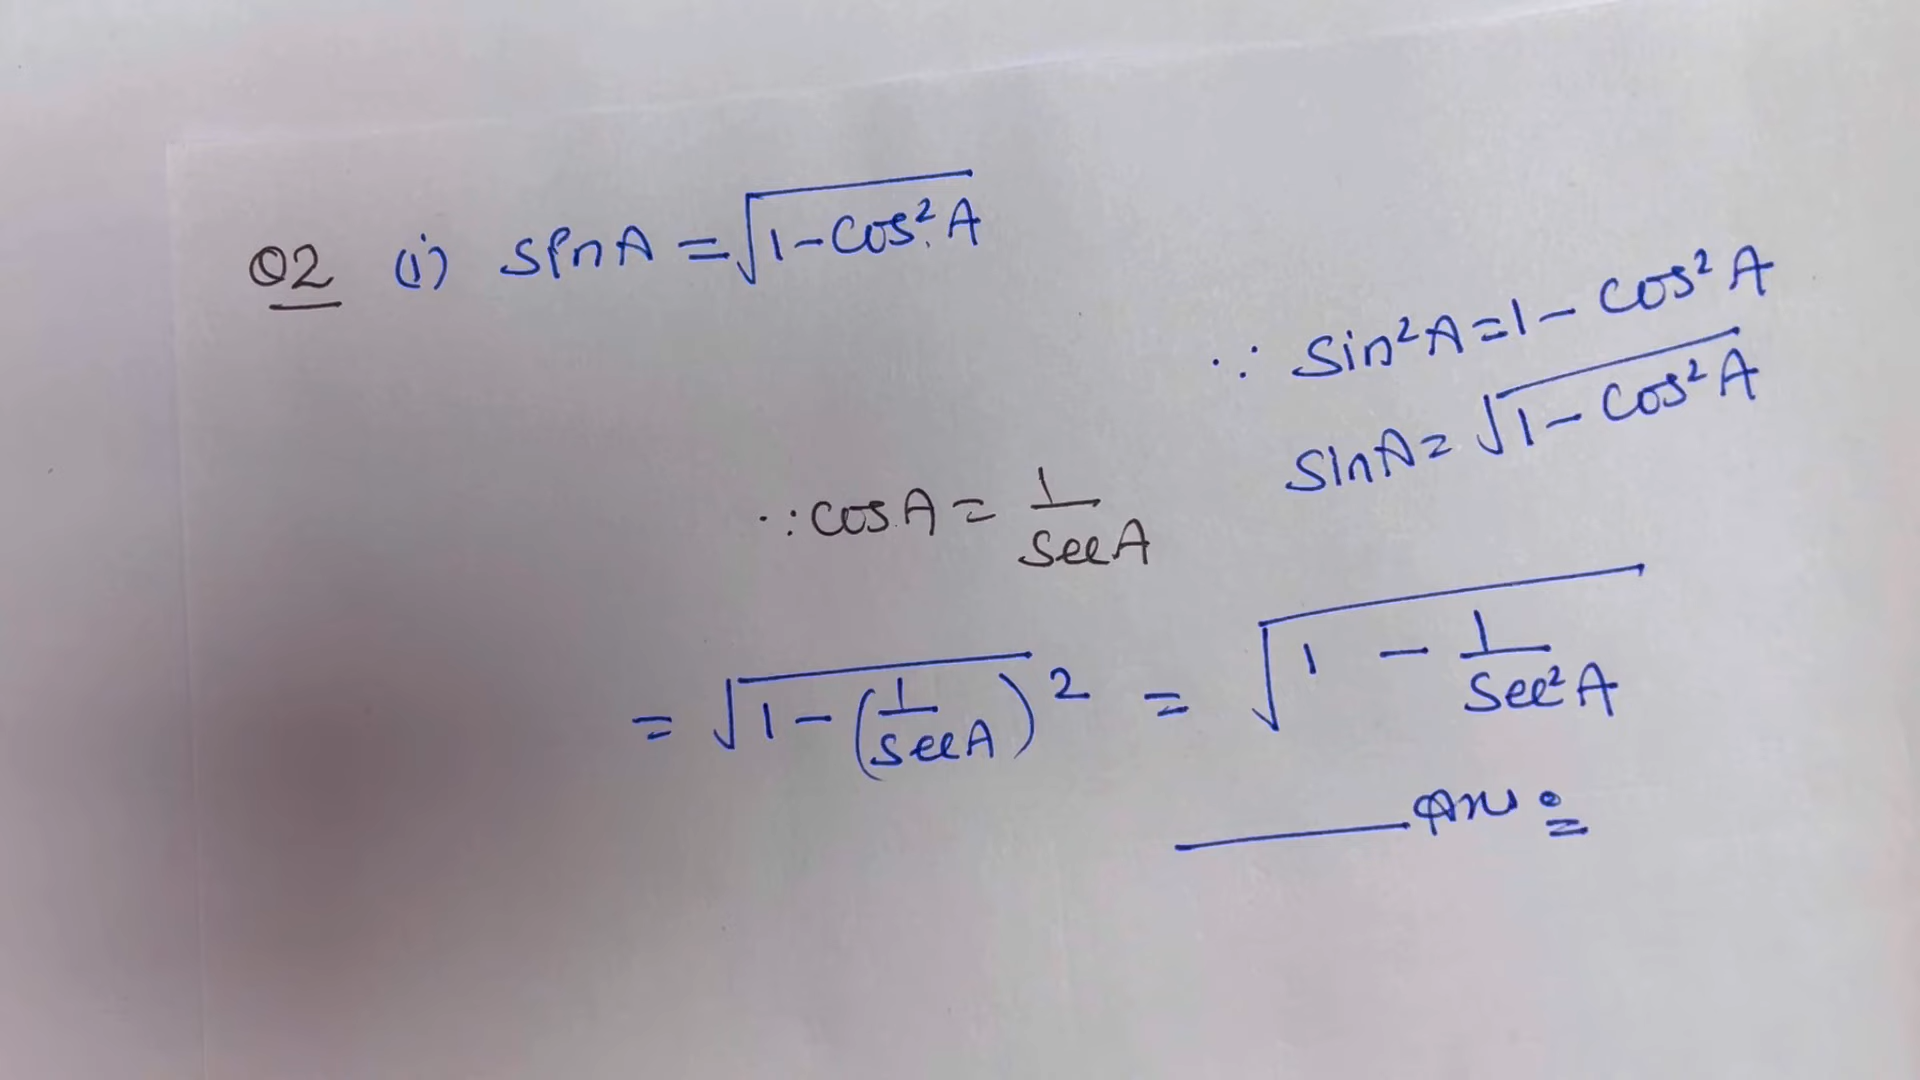 Q2 (i) sinA = √1-cos²A
∵ Sin²A=1-cos²A
SinA= √1-cos²A
∵ cosA = 1/secA
= √1-(1/secA)² = √1 - 1/sec²A
Ans: